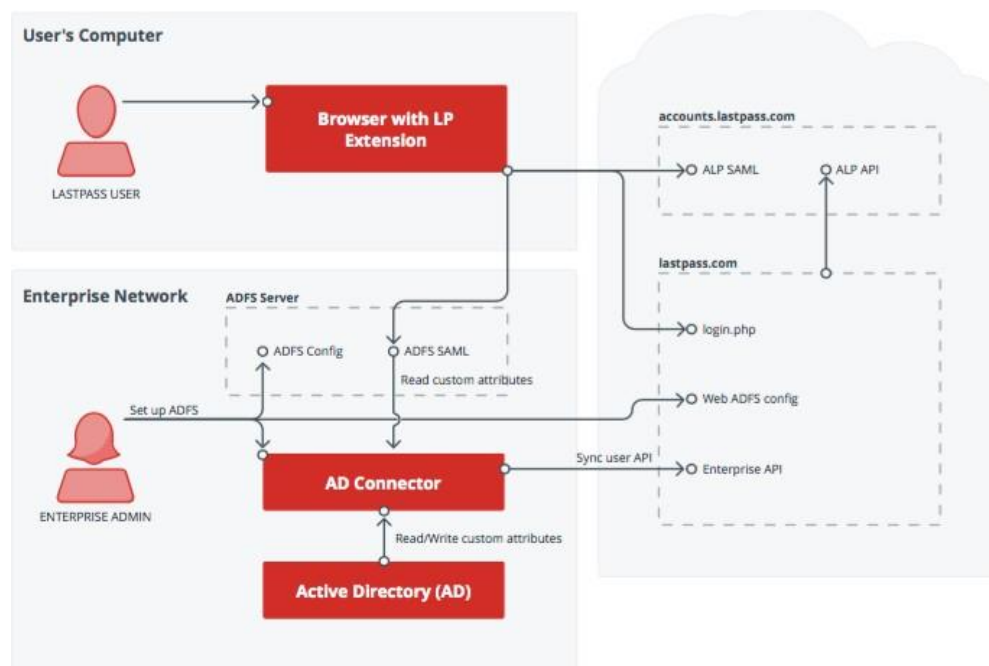 User's Computer
Browser with LP
Extension
LASTPASS USER
accounts.lastpass.com
ALP SAML
ALP API
lastpass.com
login.php
Web ADFS config
Enterprise API
Enterprise Network
ADFS Server
ADFS Config
ADFS SAML
Read custom attributes
Set up ADFS
Sync user API
AD Connector
ENTERPRISE ADMIN
Read/Write custom attributes
Active Directory (AD)